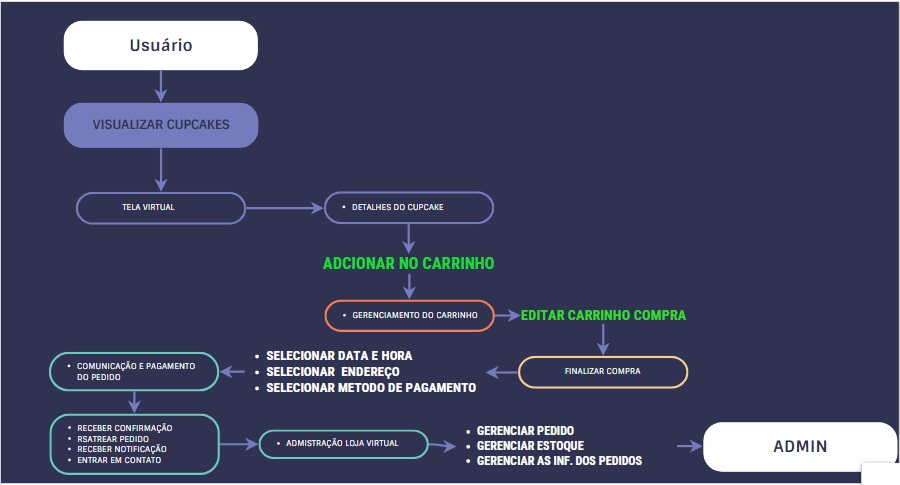 Usuário
VISUALIZAR CUPCAKES
TELA VIRTUAL
• DETALHES DO CUPCAKE
ADCIONAR NO CARRINHO
• GERENCIAMENTO DO CARRINHO
EDITAR CARRINHO COMPRA
FINALIZAR COMPRA
• SELECIONAR DATA E HORA
• SELECIONAR ENDEREÇO
• SELECIONAR METODO DE PAGAMENTO
• COMUNICAÇÃO E PAGAMENTO
DO PEDIDO
• RECEBER CONFIRMAÇÃO
• RSATREAR PEDIDO
• RECEBER NOTIFICAÇÃO
• ENTRAR EM CONTATO
• ADMISTRAÇÃO LOJA VIRTUAL
• GERENCIAR PEDIDO
• GERENCIAR ESTOQUE
• GERENCIAR AS INF. DOS PEDIDOS
ADMIN